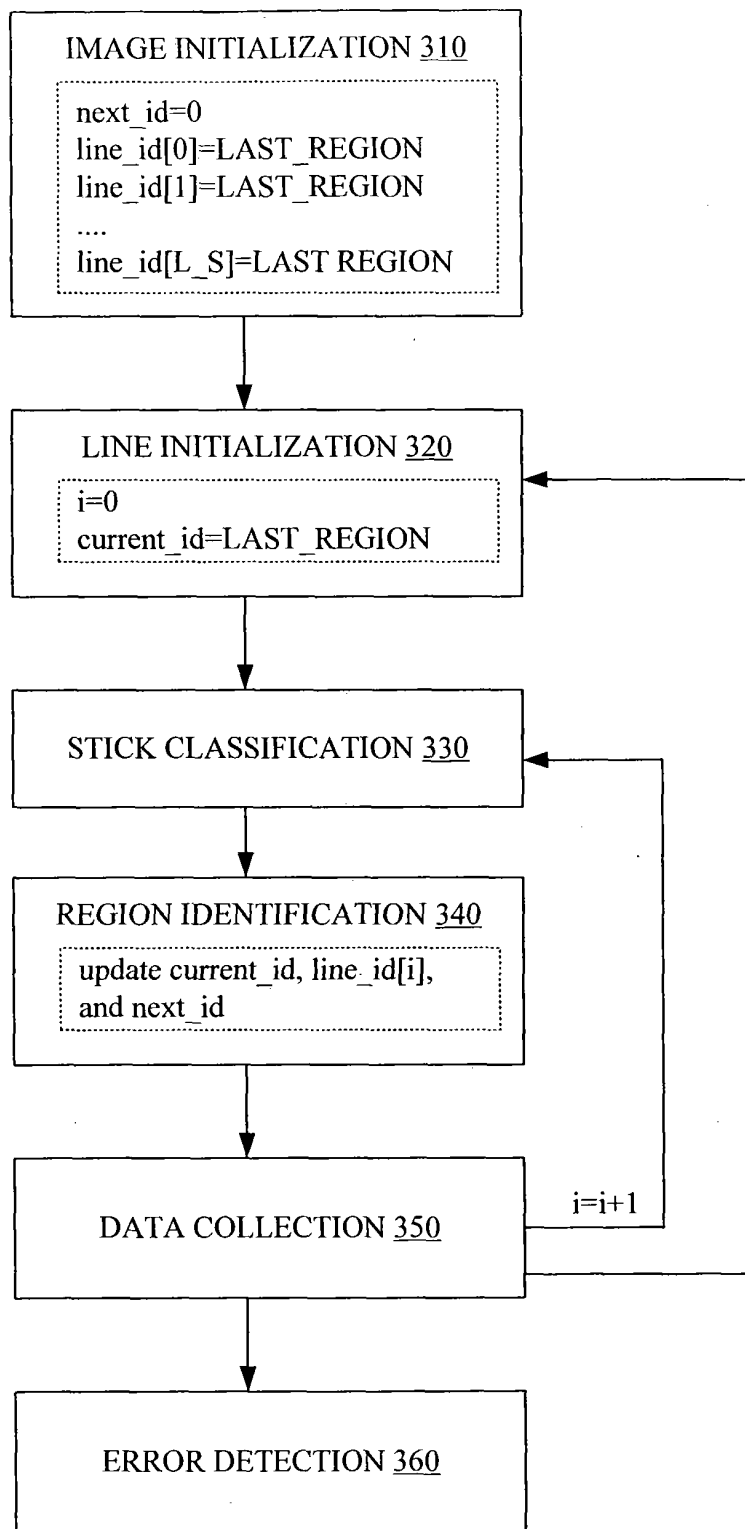 IMAGE INITIALIZATION 310
next_id=0
line_id[0]=LAST_REGION
line_id[1]=LAST_REGION
....
line_id[L_S]=LAST REGION
LINE INITIALIZATION 320
i=0
current_id=LAST_REGION
STICK CLASSIFICATION 330
REGION IDENTIFICATION 340
update current_id, line_id[i],
and next_id
DATA COLLECTION 350
i=i+1
ERROR DETECTION 360